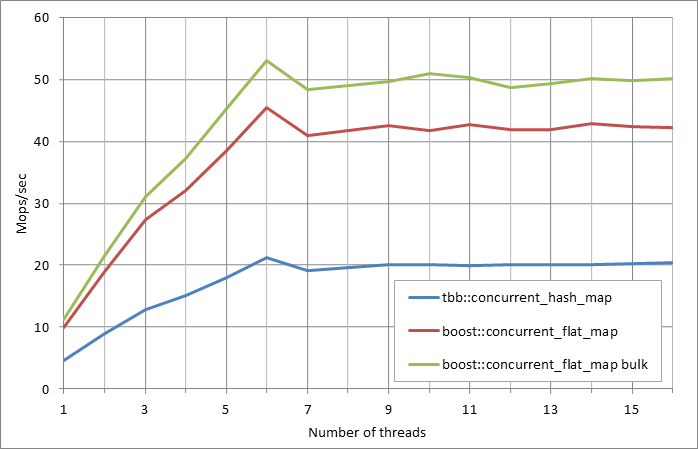 60
50
40
30
20
10
0
Mops/sec
tbb::concurrent_hash_map
boost::concurrent_flat_map
boost::concurrent_flat_map bulk
1 3 5 7 9 11 13 15
Number of threads